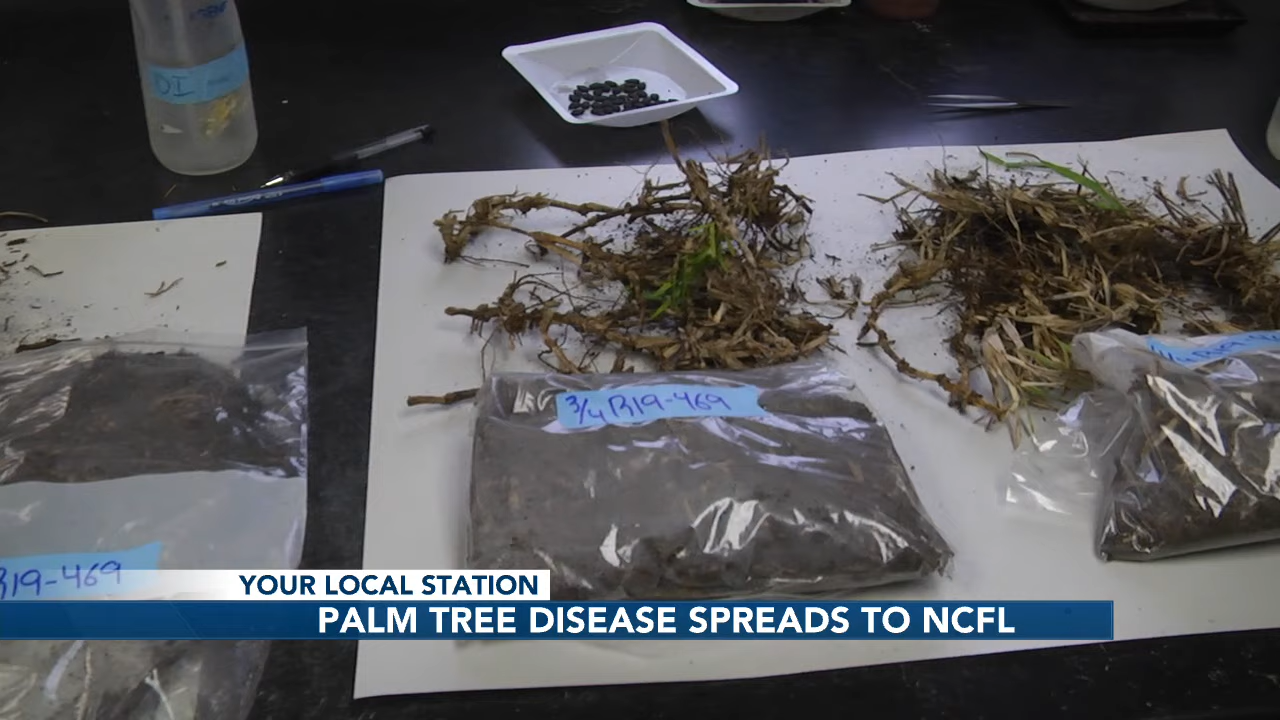 DI
3/4 R19-469
R19-469
YOUR LOCAL STATION
PALM TREE DISEASE SPREADS TO NCFL